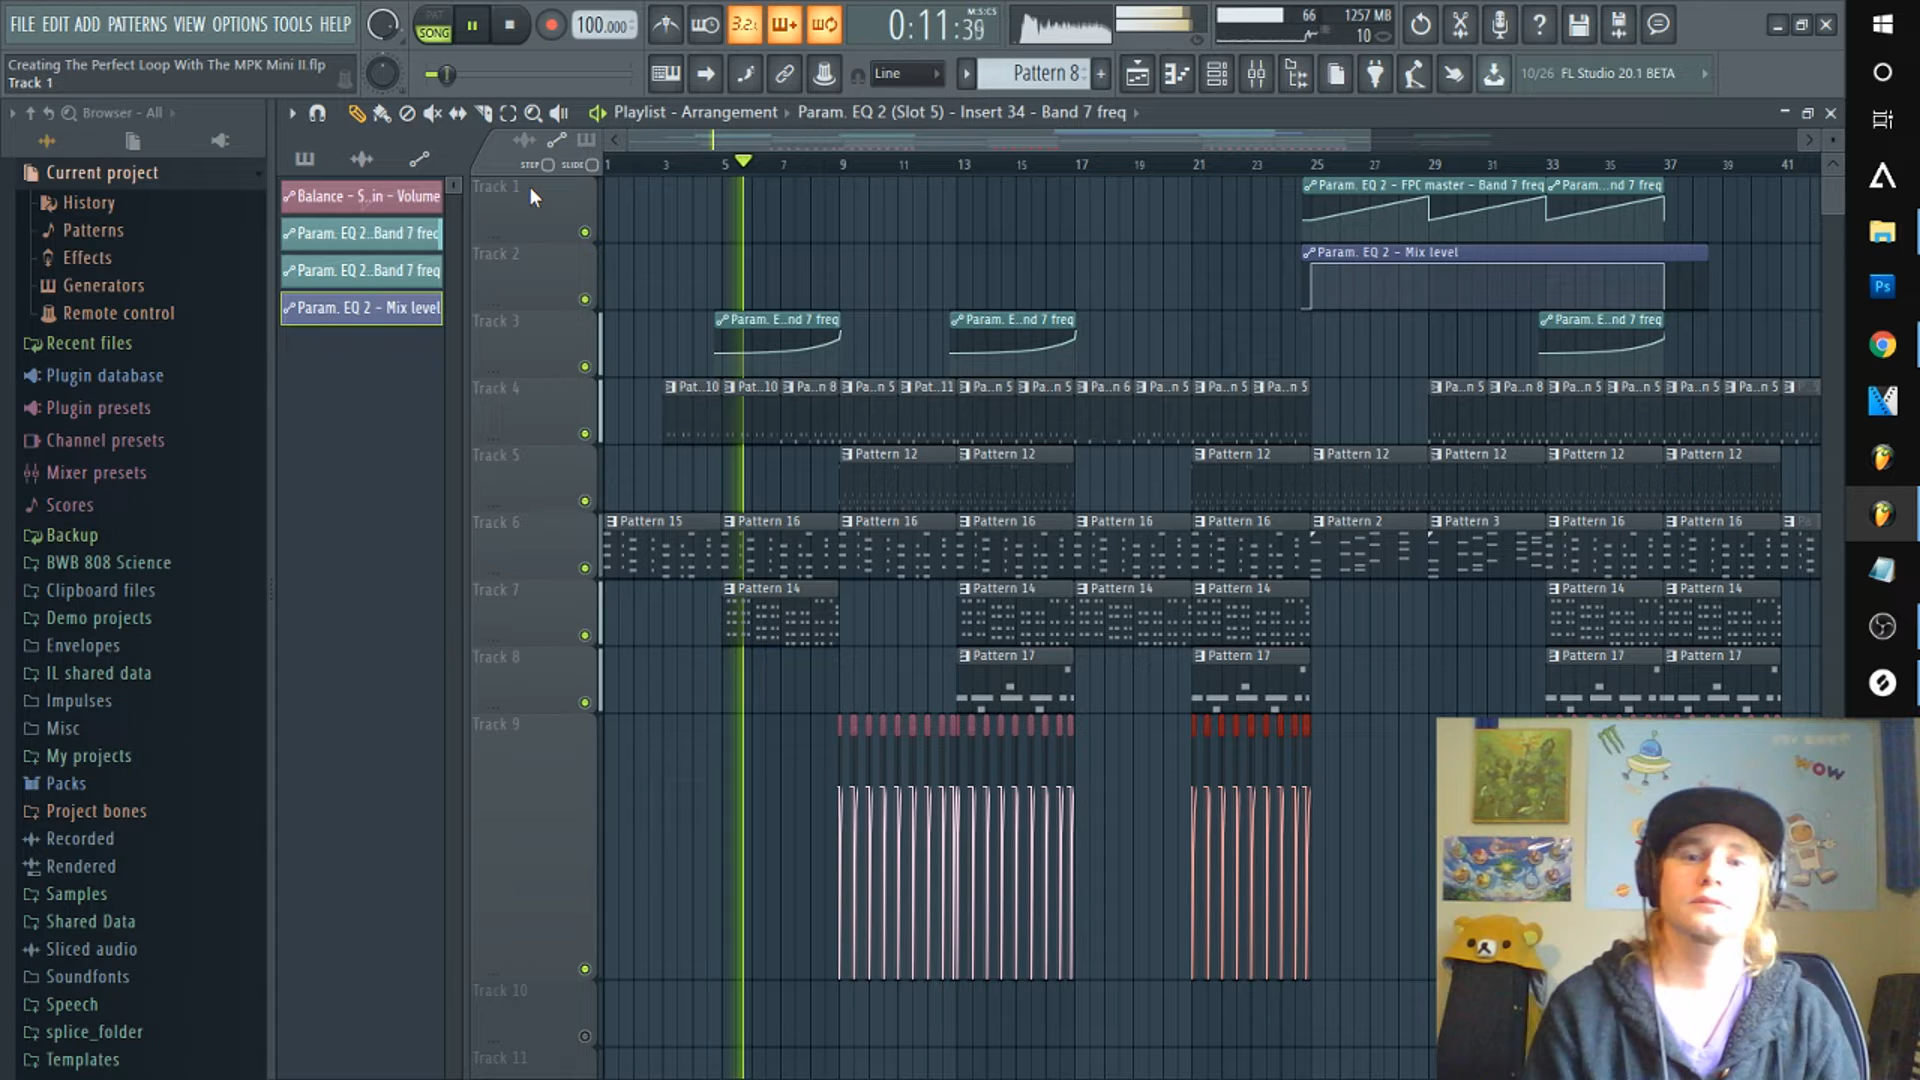 FILE EDIT ADD PATTERNS VIEW OPTIONS TOOLS HELP
PAT
SONG
100.000
3.2.
0:11:39
M:S:CS
66
1257 MB
10
Creating The Perfect Loop With The MPK Mini II.flp
Track 1
Line
Pattern 8
10/26 FL Studio 20.1 BETA
Browser - All
Playlist - Arrangement
Param. EQ 2 (Slot 5) - Insert 34 - Band 7 freq
STEP
SLIDE
1 3 5 7 9 11 13 15 17 19 21 23 25 27 29 31 33 35 37 39 41
Current project
History
Patterns
Effects
Generators
Remote control
Recent files
Plugin database
Plugin presets
Channel presets
Mixer presets
Scores
Backup
BWB 808 Science
Clipboard files
Demo projects
Envelopes
IL shared data
Impulses
Misc
My projects
Packs
Project bones
Recorded
Rendered
Samples
Shared Data
Sliced audio
Soundfonts
Speech
splice_folder
Templates
Balance - S..in - Volume
Param. EQ 2..Band 7 freq
Param. EQ 2..Band 7 freq
Param. EQ 2 - Mix level
Track 1
Param. EQ 2 - FPC master - Band 7 freq
Param...nd 7 freq
Track 2
Param. EQ 2 - Mix level
Track 3
Param. E..nd 7 freq
Param. E..nd 7 freq
Param. E..nd 7 freq
Track 4
Pat..10 Pat..10 Pa..n 8 Pa..n 5 Pat..11 Pa..n 5 Pa..n 5 Pa..n 6 Pa..n 5 Pa..n 5 Pa..n 5 Pa..n 5 Pa..n 8 Pa..n 5 Pa..n 5 Pa..n 5 Pa..n 5
Track 5
Pattern 12 Pattern 12 Pattern 12 Pattern 12 Pattern 12 Pattern 12 Pattern 12
Track 6
Pattern 15 Pattern 16 Pattern 16 Pattern 16 Pattern 16 Pattern 16 Pattern 2 Pattern 3 Pattern 16 Pattern 16
Track 7
Pattern 14 Pattern 14 Pattern 14 Pattern 14 Pattern 14 Pattern 14
Track 8
Pattern 17 Pattern 17 Pattern 17 Pattern 17
Track 9
Track 10
Track 11
Ps
WOW